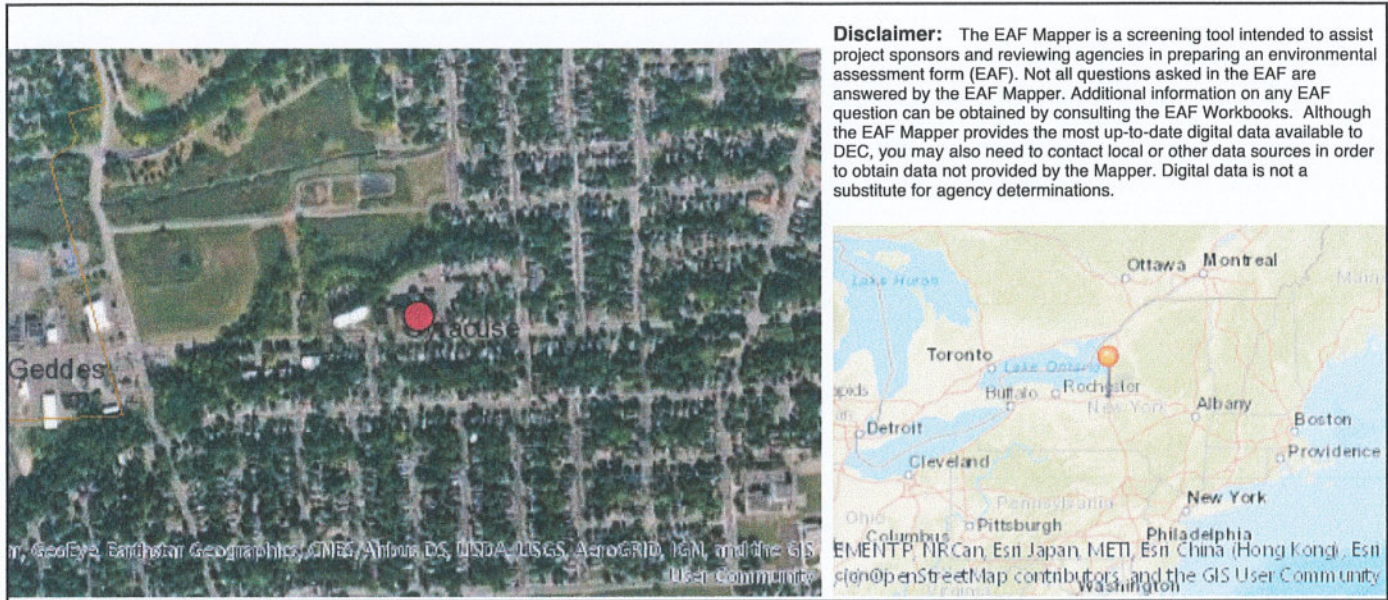 Disclaimer: The EAF Mapper is a screening tool intended to assist
project sponsors and reviewing agencies in preparing an environmental
assessment form (EAF). Not all questions asked in the EAF are
answered by the EAF Mapper. Additional information on any EAF
question can be obtained by consulting the EAF Workbooks. Although
the EAF Mapper provides the most up-to-date digital data available to
DEC, you may also need to contact local or other data sources in order
to obtain data not provided by the Mapper. Digital data is not a
substitute for agency determinations.
Syracuse
Geddes
GeoEye, Earthstar Geographics, CNES/Airbus DS, USDA, USGS, AeroGRID, IGN, and the GIS
User Community
Ottawa
Montreal
Lake Huron
Toronto
Lake Ontario
Buffalo
Rochester
New York
Albany
Boston
Detroit
Providence
Cleveland
Pennsylvania
New York
Ohio
Pittsburgh
Columbus
Philadelphia
EMENT P, NRCan, Esri Japan, METI, Esri China (Hong Kong), Esri
OpenStreetMap contributors, and the GIS User Community
Washington